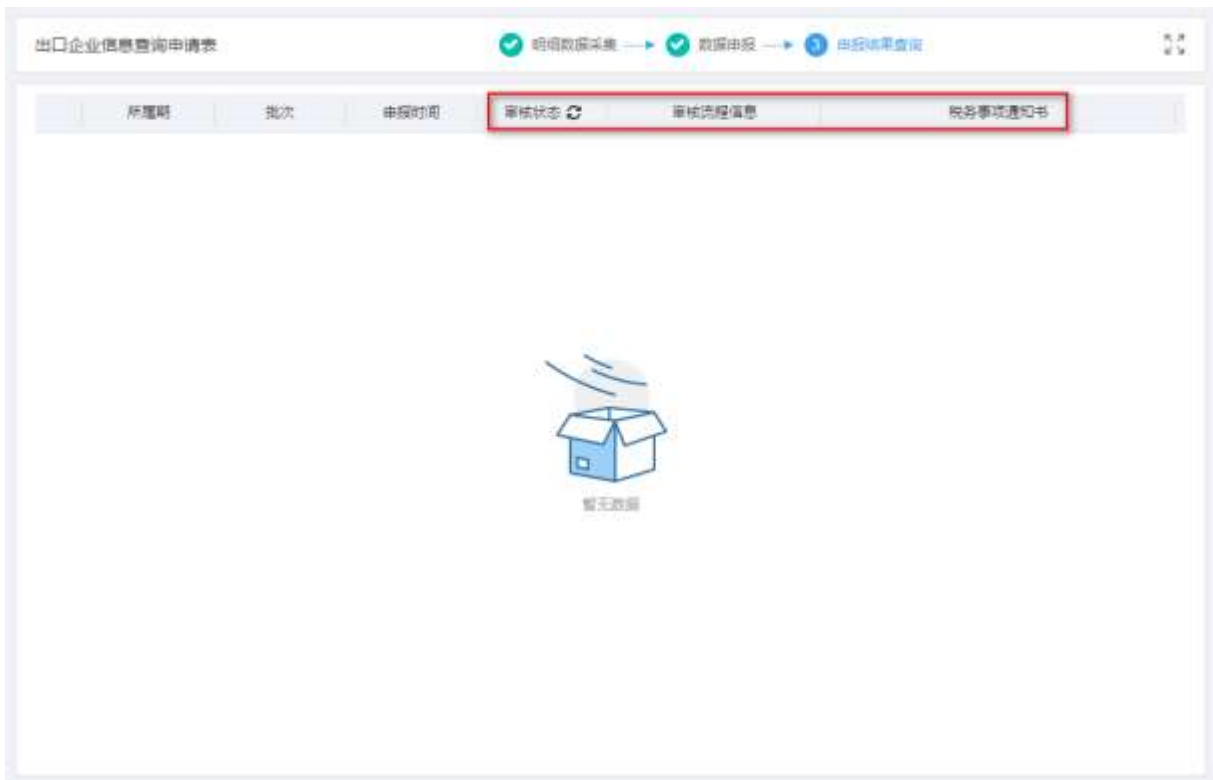 出口企业信息查询申请表
明细数据采集 数据申报 3 申报结果查询
所属期 批次 申报时间 审核状态 审核流程信息 税务事项通知书
暂无数据